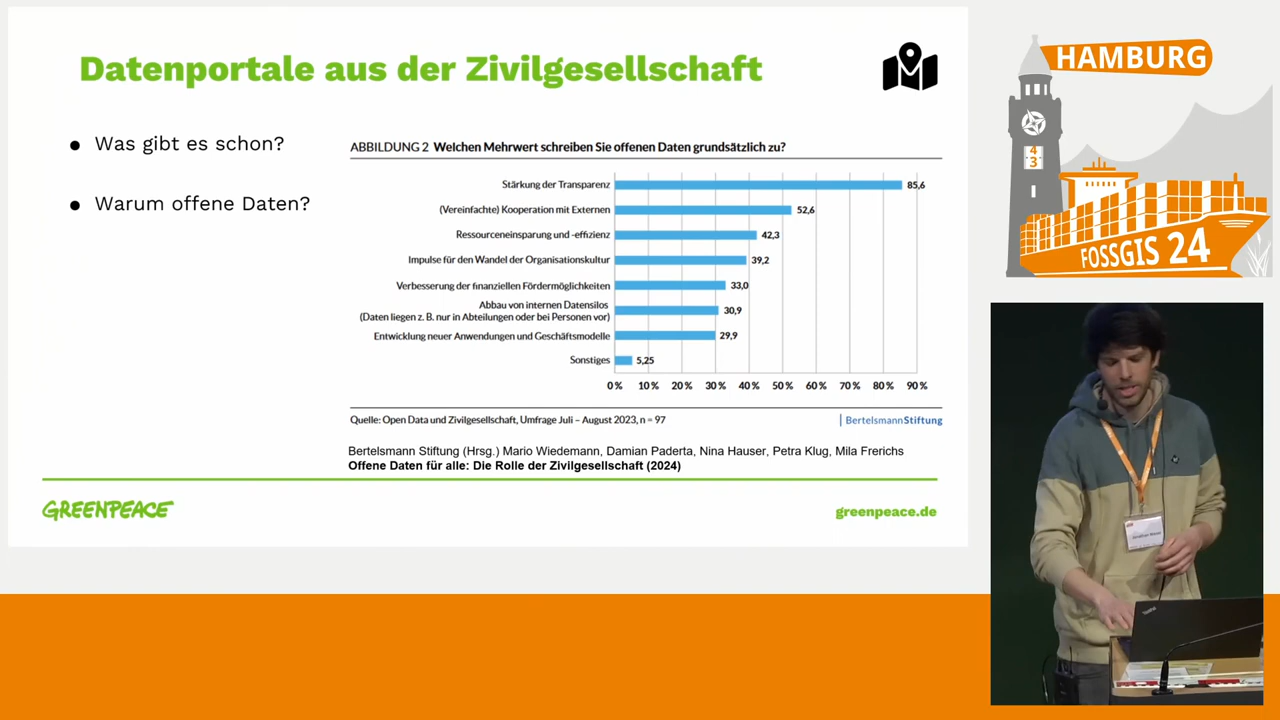 Datenportale aus der Zivilgesellschaft
Was gibt es schon?
Warum offene Daten?
ABBILDUNG 2 Welchen Mehrwert schreiben Sie offenen Daten grundsätzlich zu?
Stärkung der Transparenz 85,6
(Vereinfachte) Kooperation mit Externen 52,6
Ressourceneinsparung und -effizienz 42,3
Impulse für den Wandel der Organisationskultur 39,2
Verbesserung der finanziellen Fördermöglichkeiten 33,0
Abbau von internen Datensilos
(Daten liegen z. B. nur in Abteilungen oder bei Personen vor) 30,9
Entwicklung neuer Anwendungen und Geschäftsmodelle 29,9
Sonstiges 5,25
0 % 10 % 20 % 30 % 40 % 50 % 60 % 70 % 80 % 90 %
Quelle: Open Data und Zivilgesellschaft, Umfrage Juli – August 2023, n = 97
BertelsmannStiftung
Bertelsmann Stiftung (Hrsg.) Mario Wiedemann, Damian Paderta, Nina Hauser, Petra Klug, Mila Frerichs
Offene Daten für alle: Die Rolle der Zivilgesellschaft (2024)
GREENPEACE
greenpeace.de
HAMBURG
4
3
FOSSGIS 24